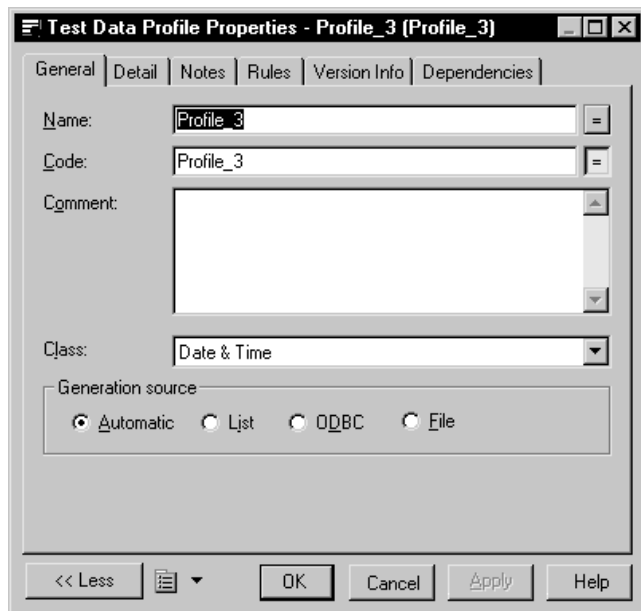 Test Data Profile Properties - Profile_3 (Profile_3)
General Detail Notes Rules Version Info Dependencies
Name: Profile_3 =
Code: Profile_3 =
Comment:
Class: Date & Time
Generation source
Automatic List ODBC File
<< Less OK Cancel Apply Help